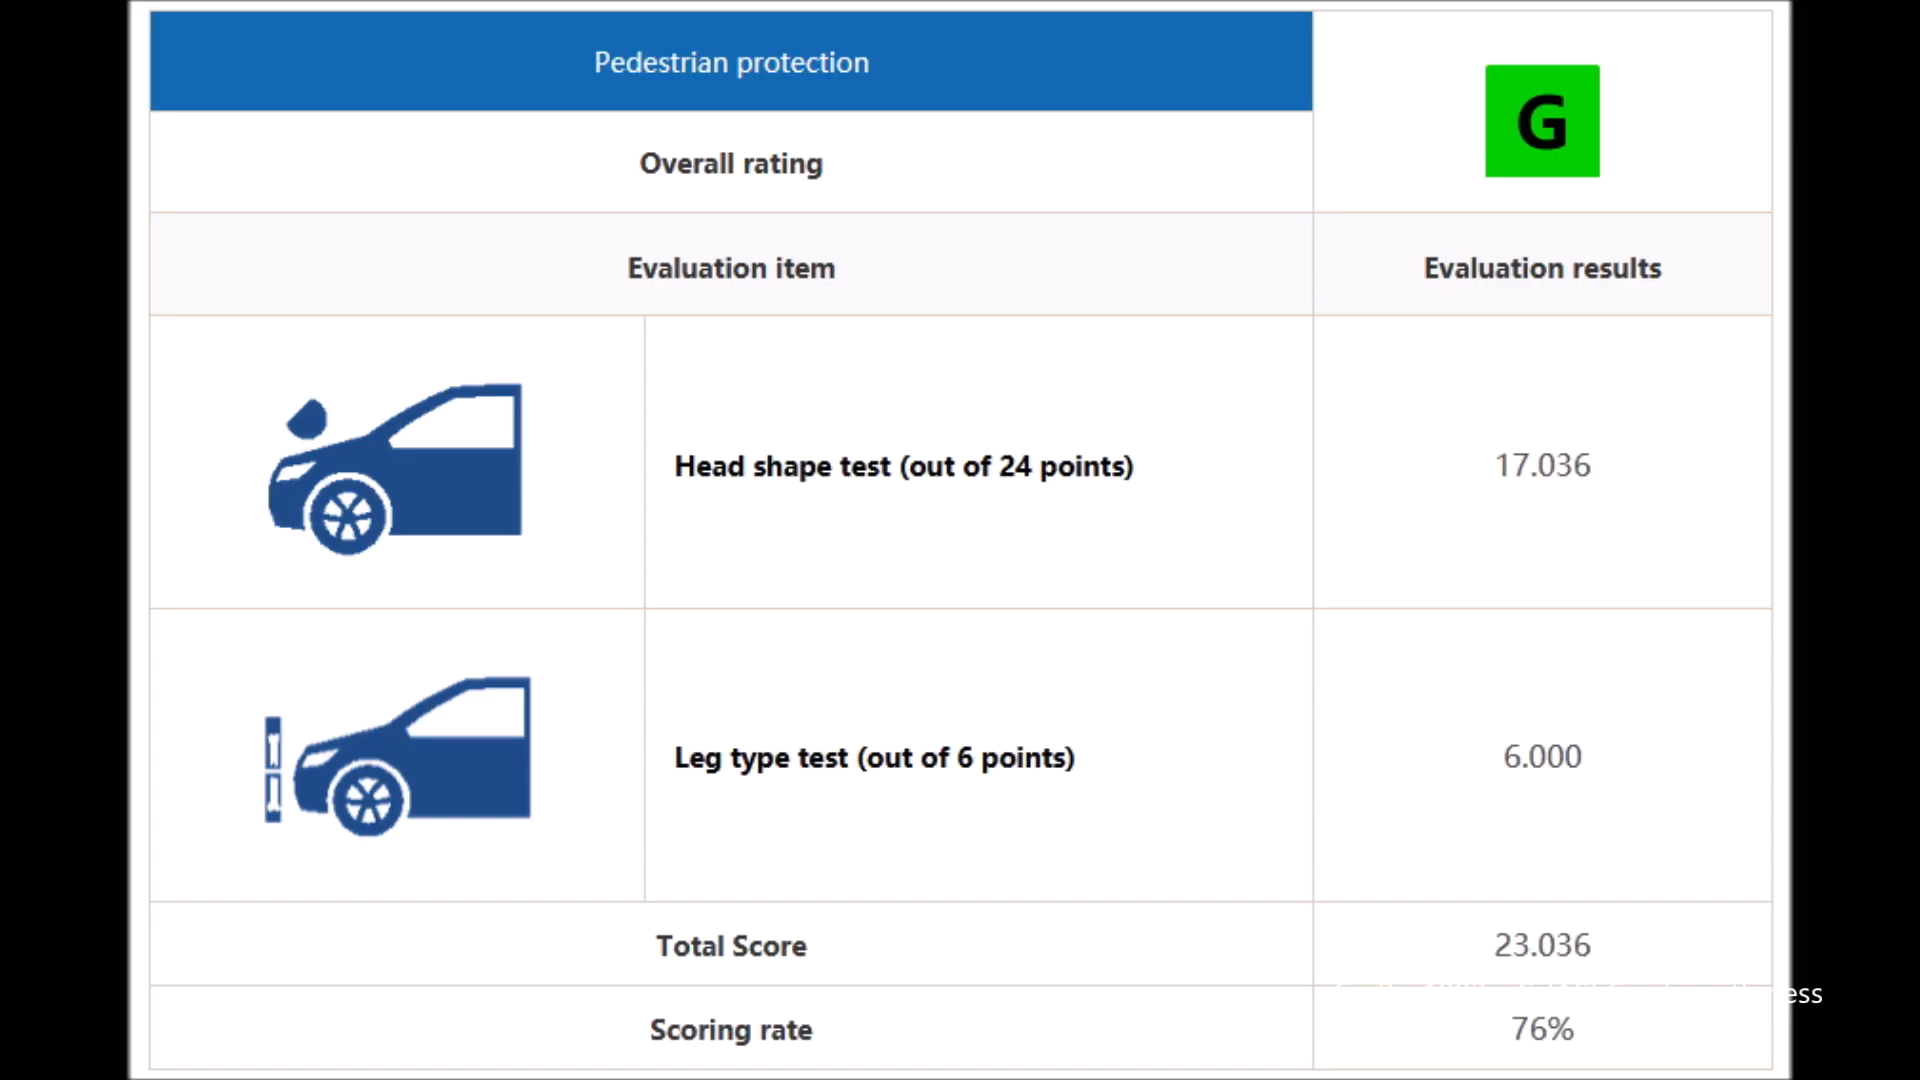 Pedestrian protection
G
Overall rating
Evaluation item
Evaluation results
Head shape test (out of 24 points)
17.036
Leg type test (out of 6 points)
6.000
Total Score
23.036
Scoring rate
76%